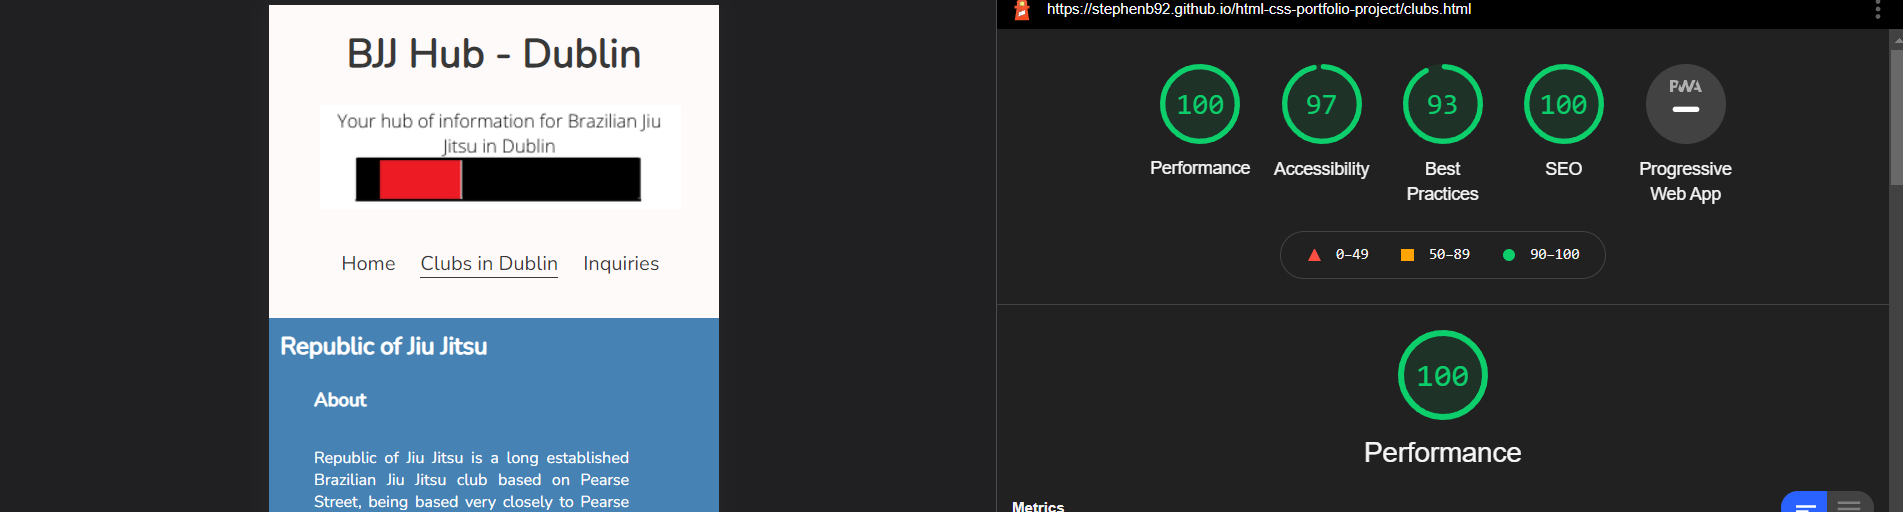 BJJ Hub - Dublin
Your hub of information for Brazilian Jiu
Jitsu in Dublin
Home Clubs in Dublin Inquiries
Republic of Jiu Jitsu
About
Republic of Jiu Jitsu is a long established
Brazilian Jiu Jitsu club based on Pearse
Street, being based very closely to Pearse
https://stephenb92.github.io/html-css-portfolio-project/clubs.html
100 97 93 100 PWA
Performance Accessibility Best SEO Progressive
Practices Web App
0–49 50–89 90–100
100
Performance
Metrics